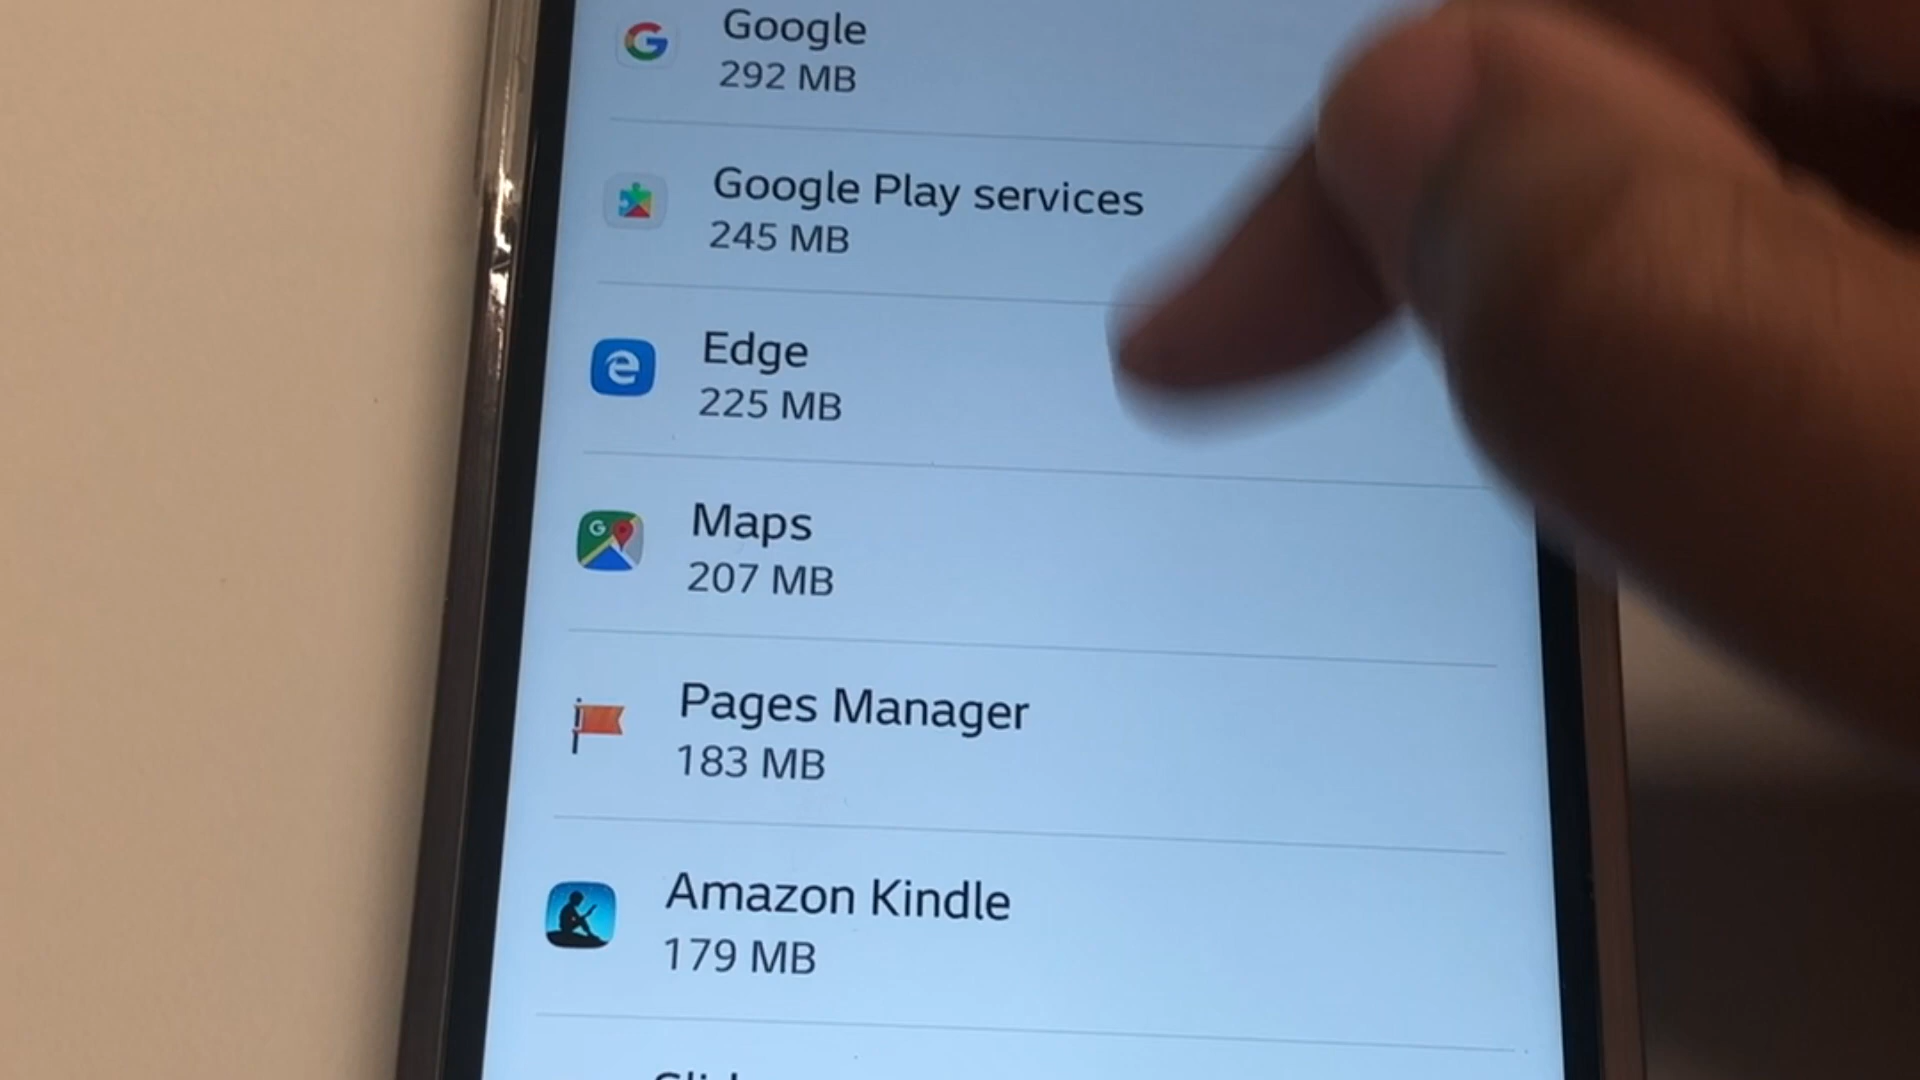 Google
292 MB
Google Play services
245 MB
Edge
225 MB
Maps
207 MB
Pages Manager
183 MB
Amazon Kindle
179 MB